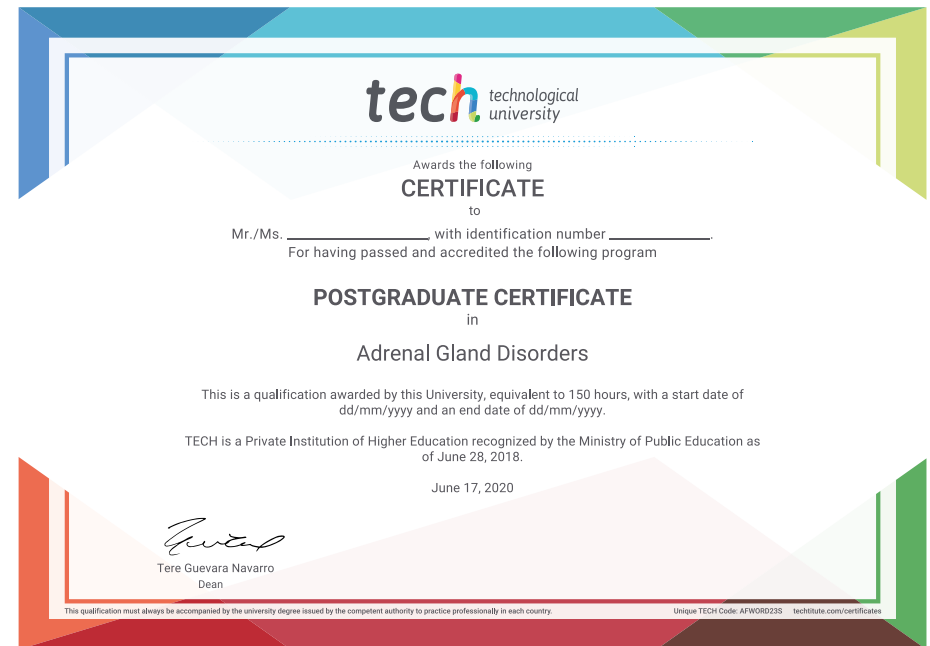 tech technological
university
Awards the following
CERTIFICATE
to
Mr./Ms. ____________________, with identification number ______________.
For having passed and accredited the following program
POSTGRADUATE CERTIFICATE
in
Adrenal Gland Disorders
This is a qualification awarded by this University, equivalent to 150 hours, with a start date of
dd/mm/yyyy and an end date of dd/mm/yyyy.
TECH is a Private Institution of Higher Education recognized by the Ministry of Public Education as
of June 28, 2018.
June 17, 2020
Tere Guevara Navarro
Dean
This qualification must always be accompanied by the university degree issued by the competent authority to practice professionally in each country. Unique TECH Code: AFWORD23S techtitute.com/certificates